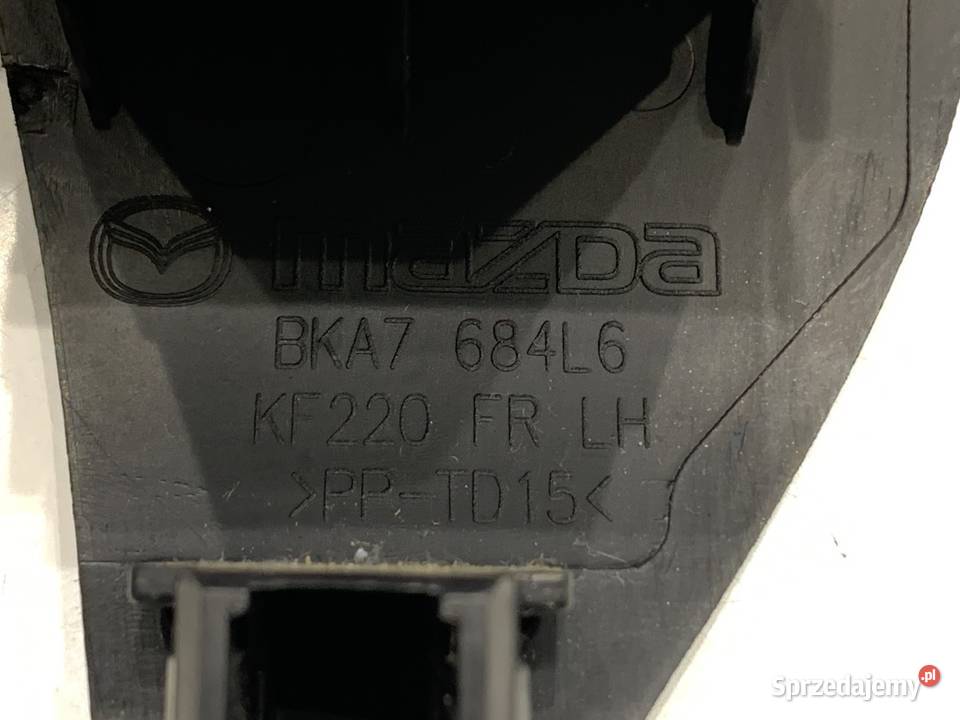 mazda
BKA7 684L6
KF220 FR LH
>PP-TD15<
Sprzedajemy.pl